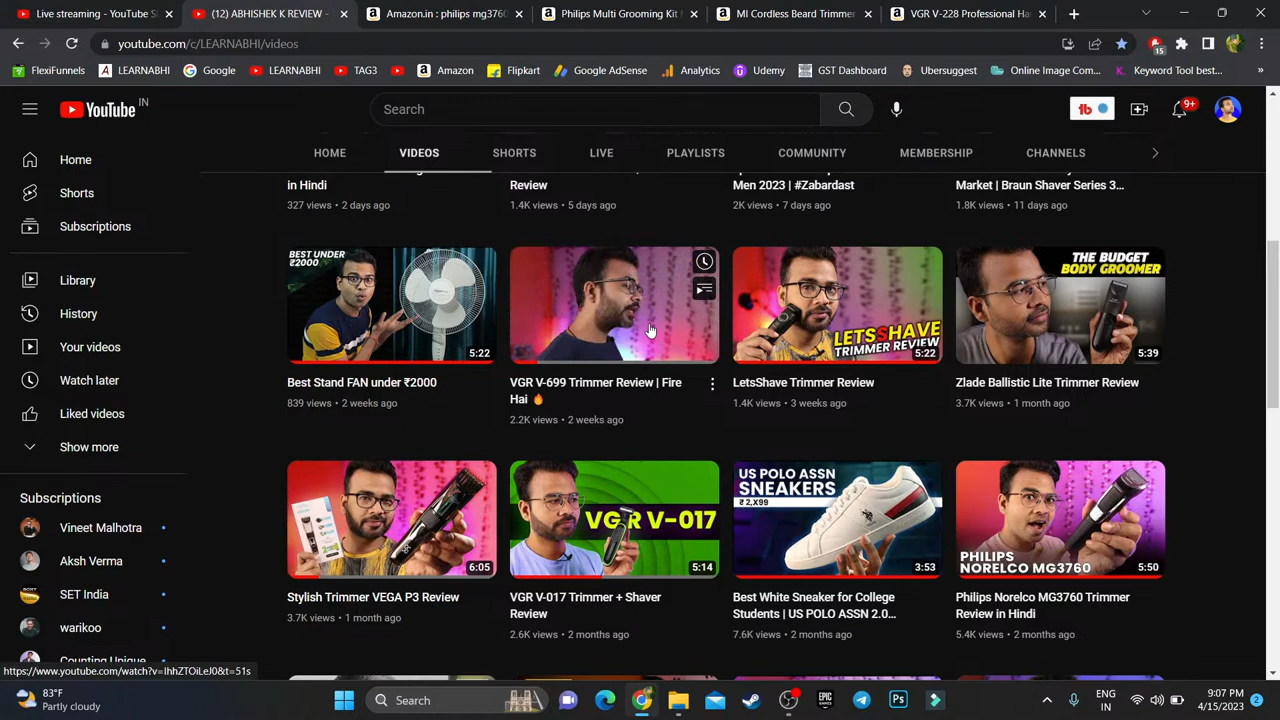 Live streaming - YouTube S
(12) ABHISHEK K REVIEW -
Amazon.in : philips mg3760
Philips Multi Grooming Kit
MI Cordless Beard Trimmer
VGR V-228 Professional Ha
youtube.com/c/LEARNABHI/videos
15
FlexiFunnels
LEARNABHI
Google
LEARNABHI
TAG3
Amazon
Flipkart
Google AdSense
Analytics
Udemy
GST Dashboard
Ubersuggest
Online Image Com...
Keyword Tool best...
»
YouTube IN
Search
tb
9+
HOME
VIDEOS
SHORTS
LIVE
PLAYLISTS
COMMUNITY
MEMBERSHIP
CHANNELS
Home
Shorts
Subscriptions
Library
History
Your videos
Watch later
Liked videos
Show more
Subscriptions
Vineet Malhotra
Aksh Verma
SET India
warikoo
Counting Unique
in Hindi
327 views • 2 days ago
Review
1.4K views • 5 days ago
Men 2023 | #Zabardast
2K views • 7 days ago
Market | Braun Shaver Series 3...
1.8K views • 11 days ago
BEST UNDER
₹2000
5:22
Best Stand FAN under ₹2000
839 views • 2 weeks ago
VGR V-699 Trimmer Review | Fire
Hai 🔥
2.2K views • 2 weeks ago
LETSSHAVE
TRIMMER REVIEW
5:22
LetsShave Trimmer Review
1.4K views • 3 weeks ago
THE BUDGET
BODY GROOMER
5:39
Zlade Ballistic Lite Trimmer Review
3.7K views • 1 month ago
6:05
Stylish Trimmer VEGA P3 Review
3.7K views • 1 month ago
VGR V-017
5:14
VGR V-017 Trimmer + Shaver
Review
2.6K views • 2 months ago
US POLO ASSN
SNEAKERS
₹ 2,X99
3:53
Best White Sneaker for College
Students | US POLO ASSN 2.0...
7.6K views • 2 months ago
PHILIPS
NORELCO MG3760
5:50
Philips Norelco MG3760 Trimmer
Review in Hindi
5.4K views • 2 months ago
https://www.youtube.com/watch?v=IhhZTOiLeJ0&t=51s
83°F
Partly cloudy
Search
EPIC
GAMES
Ps
ENG
IN
9:07 PM
4/15/2023
2